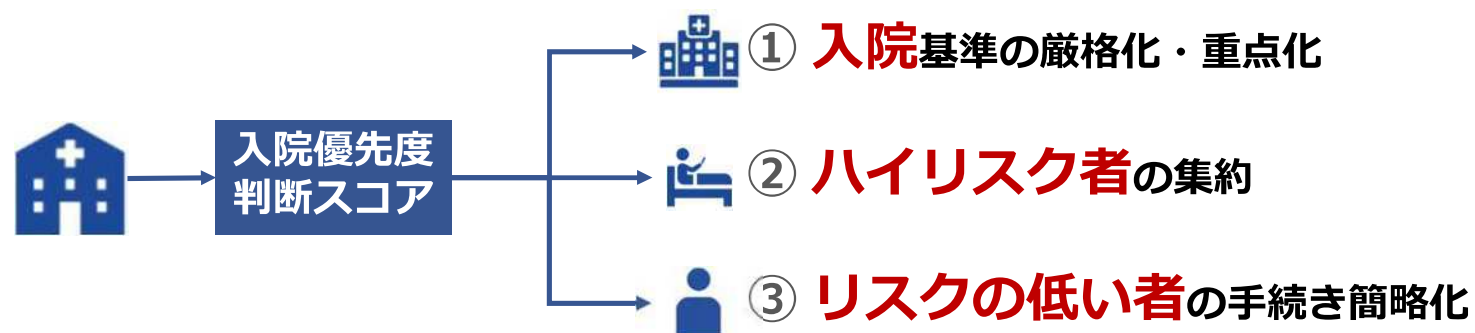 入院優先度
判断スコア
① 入院基準の厳格化・重点化
② ハイリスク者の集約
③ リスクの低い者の手続き簡略化